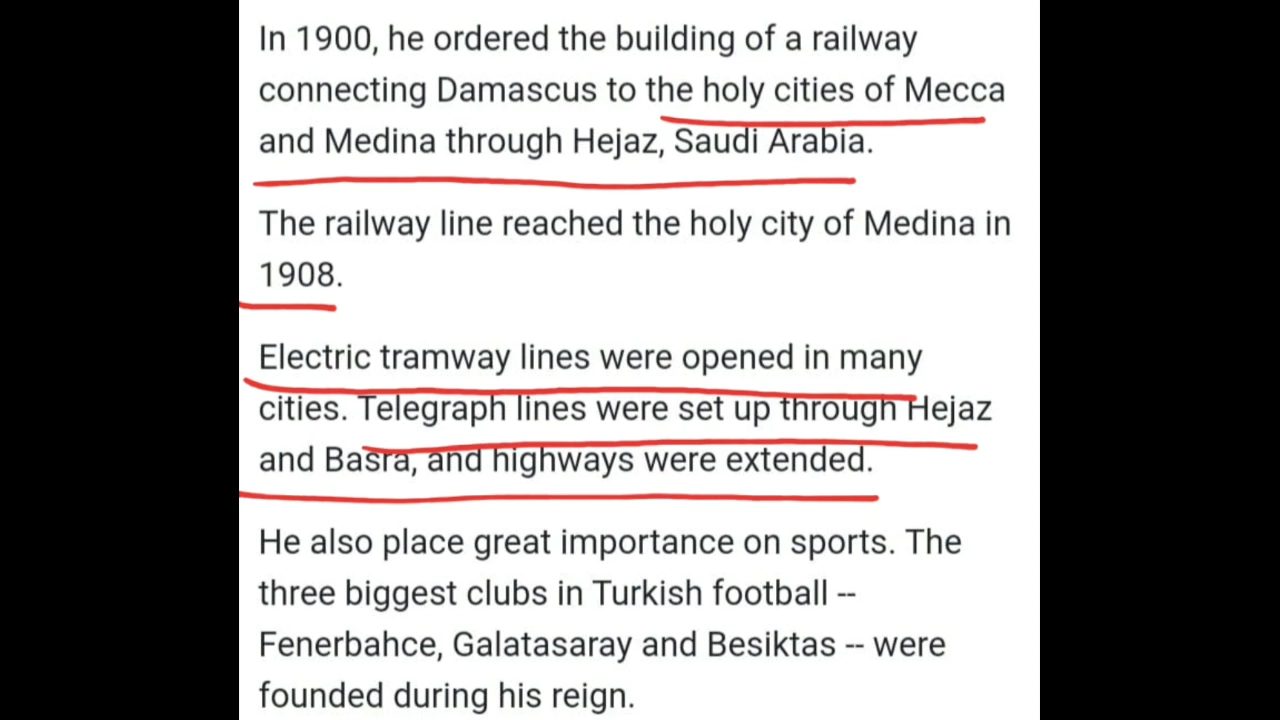 In 1900, he ordered the building of a railway
connecting Damascus to the holy cities of Mecca
and Medina through Hejaz, Saudi Arabia.
The railway line reached the holy city of Medina in
1908.
Electric tramway lines were opened in many
cities. Telegraph lines were set up through Hejaz
and Basra, and highways were extended.
He also place great importance on sports. The
three biggest clubs in Turkish football --
Fenerbahce, Galatasaray and Besiktas -- were
founded during his reign.